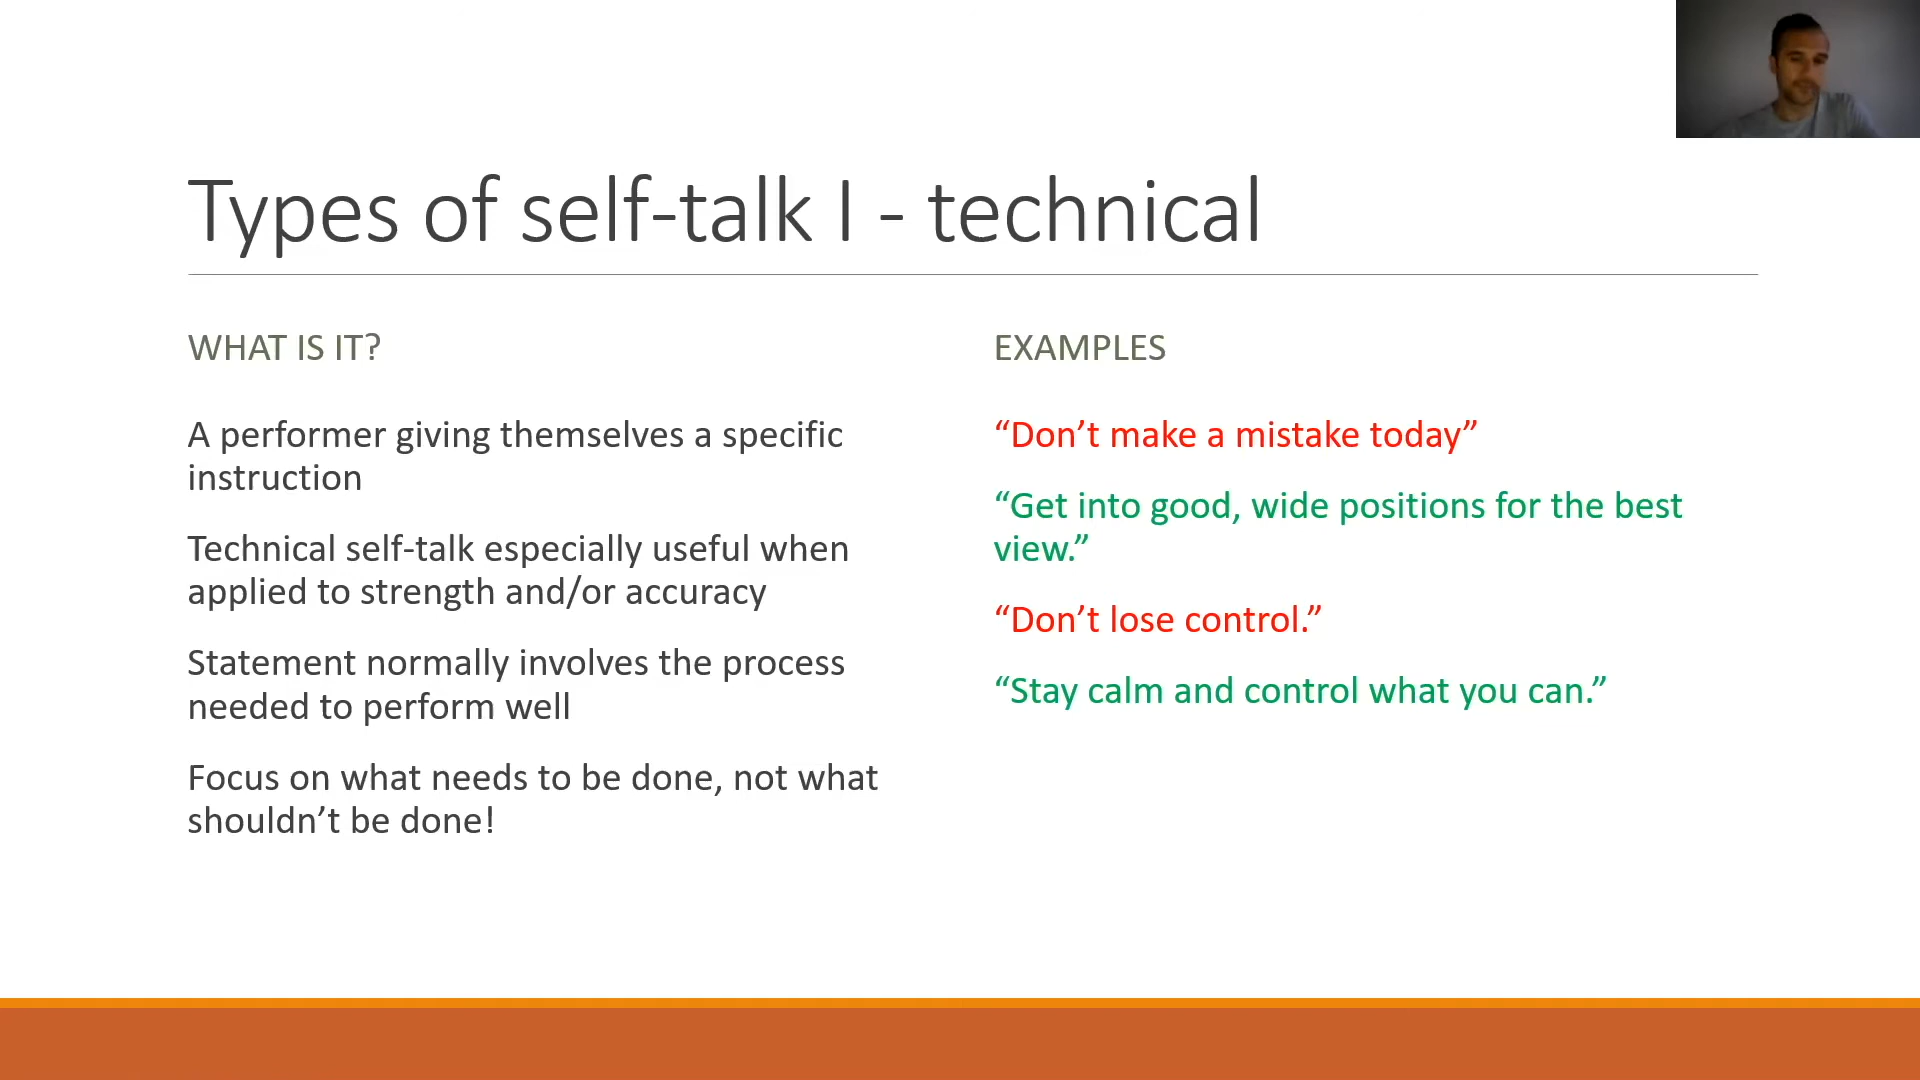 Types of self-talk I - technical
WHAT IS IT?
A performer giving themselves a specific
instruction
Technical self-talk especially useful when
applied to strength and/or accuracy
Statement normally involves the process
needed to perform well
Focus on what needs to be done, not what
shouldn’t be done!
EXAMPLES
“Don’t make a mistake today”
“Get into good, wide positions for the best
view.”
“Don’t lose control.”
“Stay calm and control what you can.”